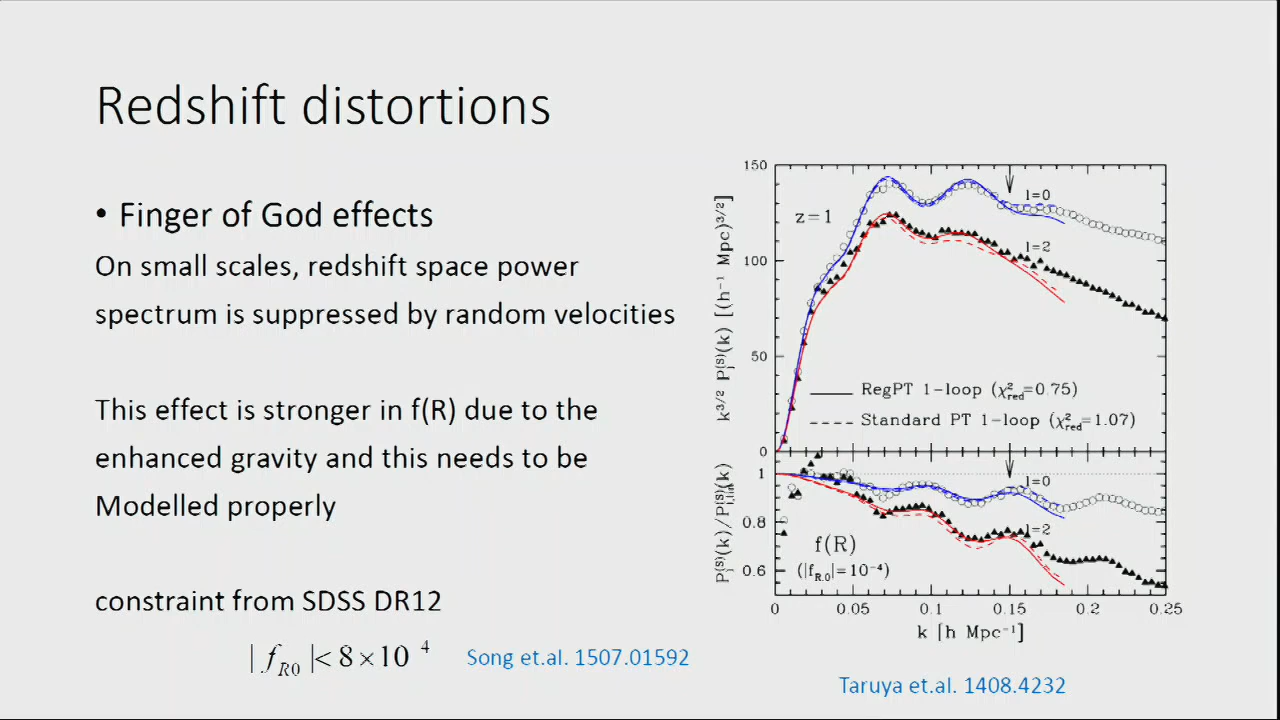 Redshift distortions
• Finger of God effects
On small scales, redshift space power
spectrum is suppressed by random velocities
This effect is stronger in f(R) due to the
enhanced gravity and this needs to be
Modelled properly
constraint from SDSS DR12
|f_R0|< 8×10^-4
Song et.al. 1507.01592
150
100
50
0
k^3/2 P_l^(S)(k) [(h^-1 Mpc)^3/2]
z=1
l=0
l=2
RegPT 1-loop (χ²_red=0.75)
Standard PT 1-loop (χ²_red=1.07)
1
0.8
0.6
P_l^(S)(k)/P_l,lin^(S)(k)
l=0
l=2
f(R)
(|f_R,0|=10^-4)
0 0.05 0.1 0.15 0.2 0.25
k [h Mpc^-1]
Taruya et.al. 1408.4232